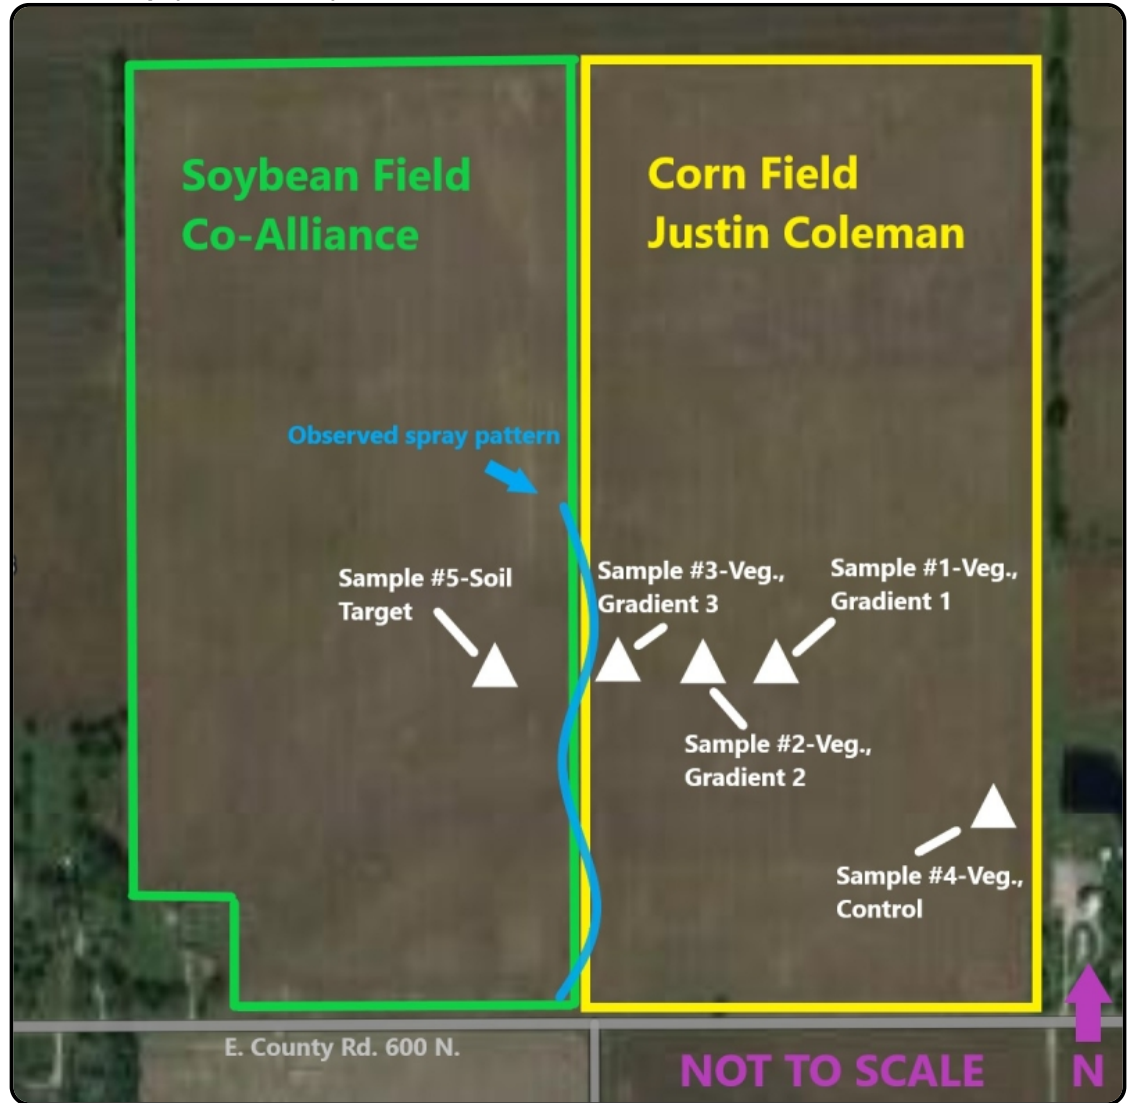 Soybean Field
Co-Alliance
Corn Field
Justin Coleman
Observed spray pattern
Sample #5-Soil
Target
Sample #3-Veg.,
Gradient 3
Sample #1-Veg.,
Gradient 1
Sample #2-Veg.,
Gradient 2
Sample #4-Veg.,
Control
E. County Rd. 600 N.
NOT TO SCALE
N